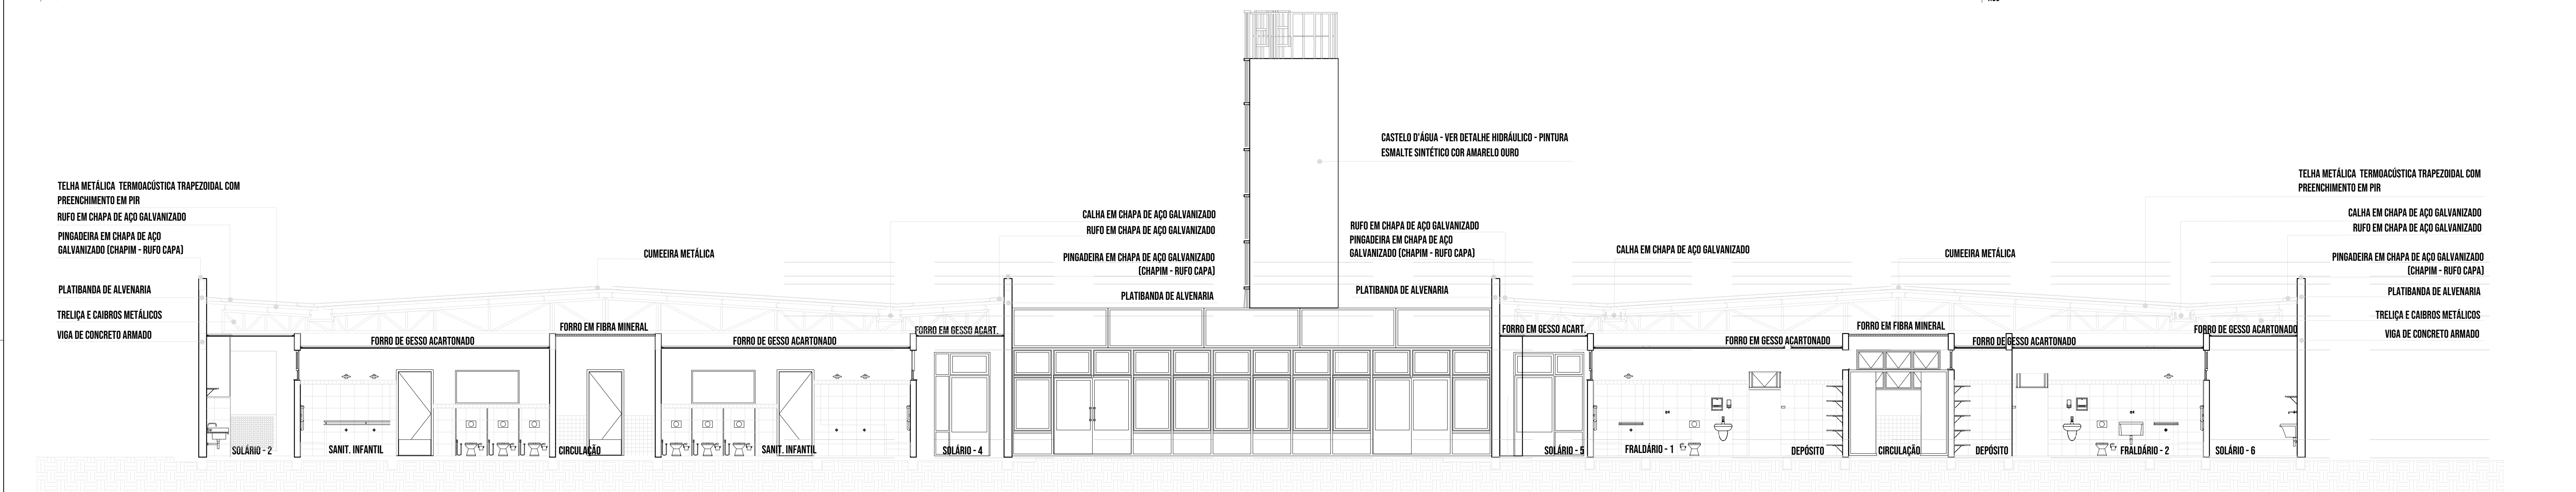 CASTELO D'ÁGUA - VER DETALHE HIDRÁULICO - PINTURA
ESMALTE SINTÉTICO COR AMARELO OURO
TELHA METÁLICA TERMOACÚSTICA TRAPEZOIDAL COM
PREENCHIMENTO EM PIR
RUFO EM CHAPA DE AÇO GALVANIZADO
PINGADEIRA EM CHAPA DE AÇO
GALVANIZADO (CHAPIM - RUFO CAPA)
PLATIBANDA DE ALVENARIA
TRELIÇA E CAIBROS METÁLICOS
VIGA DE CONCRETO ARMADO
CUMEEIRA METÁLICA
CALHA EM CHAPA DE AÇO GALVANIZADO
RUFO EM CHAPA DE AÇO GALVANIZADO
PINGADEIRA EM CHAPA DE AÇO GALVANIZADO
(CHAPIM - RUFO CAPA)
PLATIBANDA DE ALVENARIA
RUFO EM CHAPA DE AÇO GALVANIZADO
PINGADEIRA EM CHAPA DE AÇO
GALVANIZADO (CHAPIM - RUFO CAPA)
PLATIBANDA DE ALVENARIA
CALHA EM CHAPA DE AÇO GALVANIZADO
CUMEEIRA METÁLICA
TELHA METÁLICA TERMOACÚSTICA TRAPEZOIDAL COM
PREENCHIMENTO EM PIR
CALHA EM CHAPA DE AÇO GALVANIZADO
RUFO EM CHAPA DE AÇO GALVANIZADO
PINGADEIRA EM CHAPA DE AÇO GALVANIZADO
(CHAPIM - RUFO CAPA)
PLATIBANDA DE ALVENARIA
TRELIÇA E CAIBROS METÁLICOS
VIGA DE CONCRETO ARMADO
FORRO DE GESSO ACARTONADO
FORRO EM FIBRA MINERAL
FORRO DE GESSO ACARTONADO
FORRO EM GESSO ACART.
FORRO EM GESSO ACART.
FORRO EM GESSO ACARTONADO
FORRO EM FIBRA MINERAL
FORRO DE GESSO ACARTONADO
FORRO DE GESSO ACARTONADO
SOLÁRIO - 2
SANIT. INFANTIL
CIRCULAÇÃO
SANIT. INFANTIL
SOLÁRIO - 4
SOLÁRIO - 5
FRALDÁRIO - 1
DEPÓSITO
CIRCULAÇÃO
DEPÓSITO
FRALDÁRIO - 2
SOLÁRIO - 6